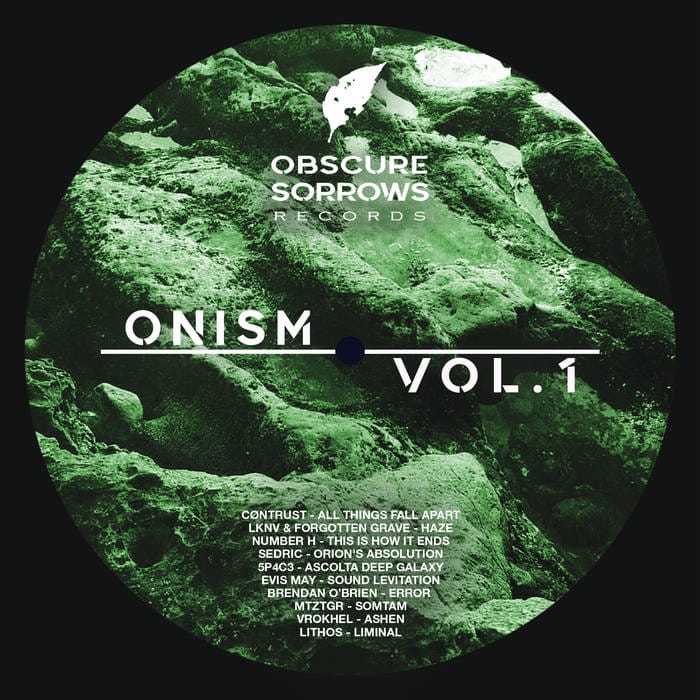 OBSCURE
SORROWS
RECORDS
ONISM
VOL.1
CØNTRUST - ALL THINGS FALL APART
LKNV & FORGOTTEN GRAVE - HAZE
NUMBER H - THIS IS HOW IT ENDS
SEDRIC - ORION'S ABSOLUTION
5P4C3 - ASCOLTA DEEP GALAXY
EVIS MAY - SOUND LEVITATION
BRENDAN O'BRIEN - ERROR
MTZTGR - SOMTAM
VROKHEL - ASHEN
LITHOS - LIMINAL